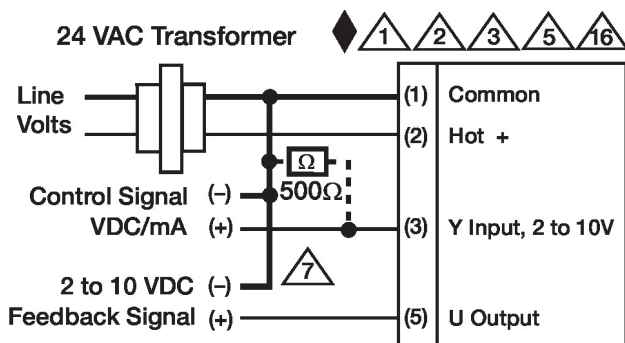 24 VAC Transformer
1 2 3 5 16
Line
Volts
(1) Common
(2) Hot +
Ω
500Ω
Control Signal (–)
VDC/mA (+)
(3) Y Input, 2 to 10V
7
2 to 10 VDC (–)
Feedback Signal (+)
(5) U Output